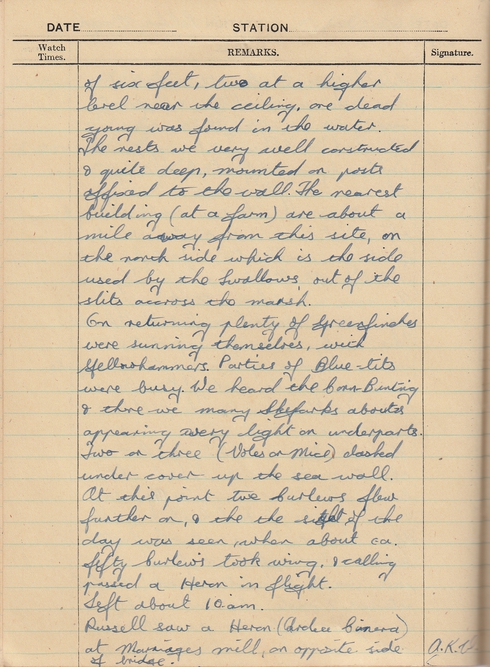 DATE STATION
Watch Times. REMARKS. Signature.
of six feet, two at a higher
level near the ceiling, one dead
young was found in the water.
The nests we very well constructed
& quite deep, mounted on posts
affixed to the wall. The nearest
building (at a farm) are about a
mile away from this site, on
the north side which is the side
used by the Swallows, out of the
slits accross the marsh.
On returning plenty of Greenfinches
were sunning themselves, with
Yellowhammers. Parties of Blue-tits
were busy. We heard the Corn Bunting
& there we many Skylarks about
appearing very light on underparts.
Two or three (Voles or Mice) dashed
under cover up the sea wall.
At this point two Curlews flew
further on, & the the sight of the
day was seen, when about ca.
fifty Curlews took wing, & calling
passed a Heron in flight.
Left about 10 am.
Russell saw a Heron (Ardea Cinerea)
at Marriages mill, on opposite side
of bridge.